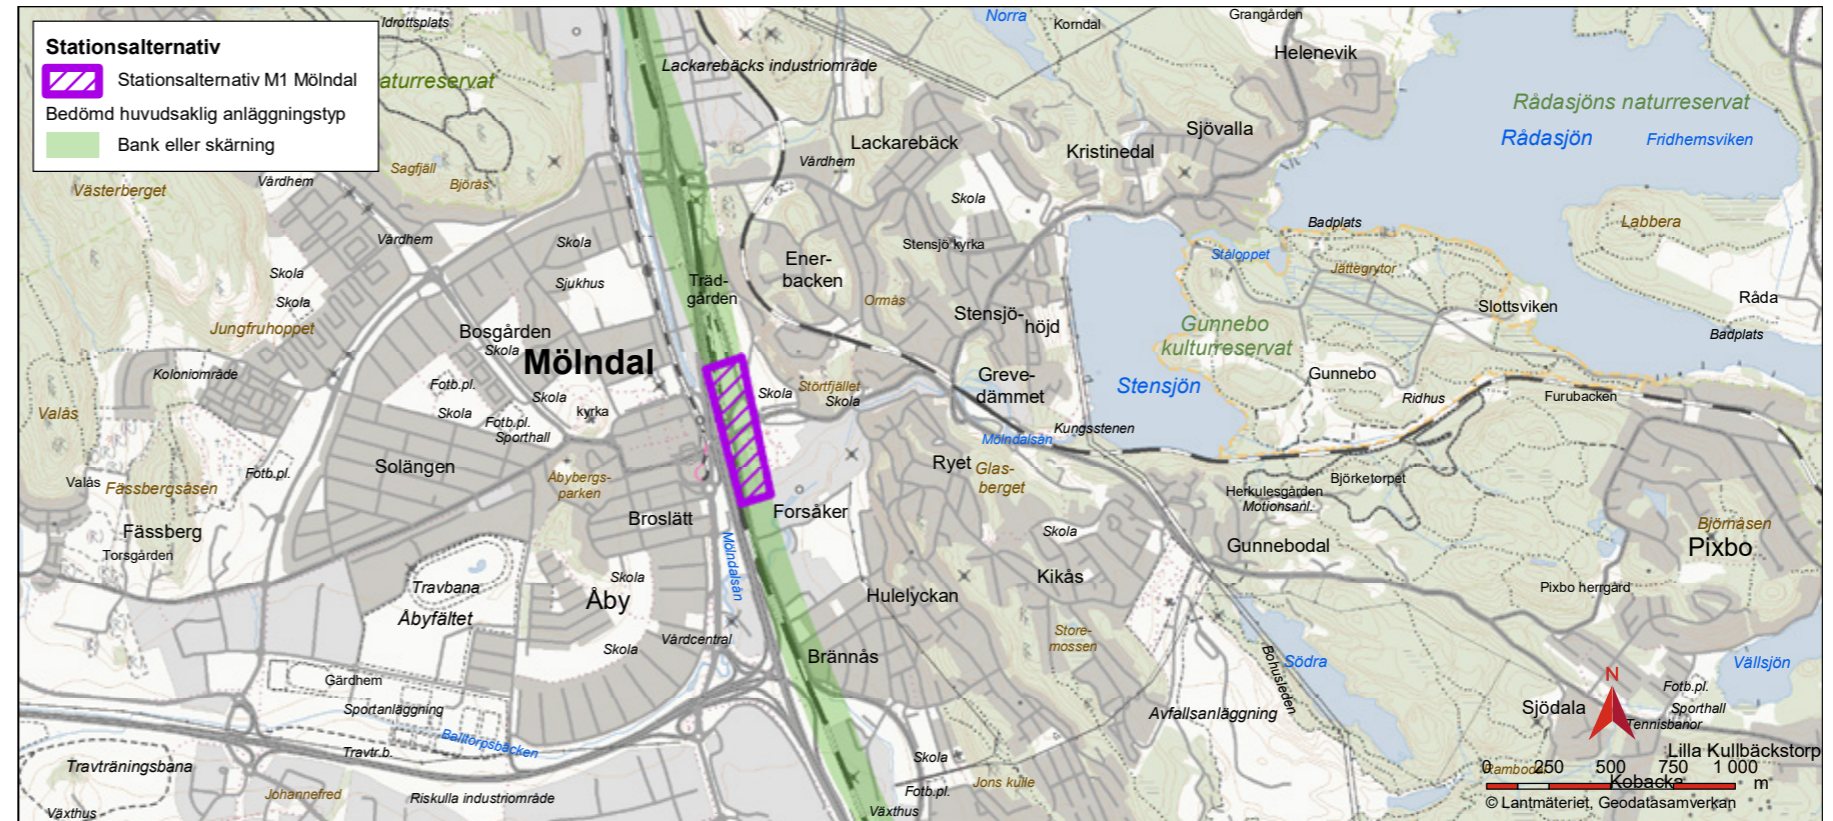 Stationsalternativ
Stationsalternativ M1 Mölndal
Bedömd huvudsaklig anläggningstyp
Bank eller skärning
Idrottsplats
Norra
Korndal
Grangården
Helenevik
Lackarebäcks industriområde
aturreservat
Rådasjöns naturreservat
Rådasjön
Fridhemsviken
Sjövalla
Lackarebäck
Kristinedal
Vårdhem
Sagfjäll
Björås
Västerberget
Vårdhem
Skola
Labbera
Badplats
Vårdhem
Skola
Stensjö kyrka
Ståloppet
Jättegrytor
Ener-
backen
Skola
Sjukhus
Träd-
gården
Skola
Ormås
Råda
Slottsviken
Stensjö-
höjd
Jungfruhoppet
Bosgården
Skola
Gunnebo
kulturreservat
Badplats
Mölndal
Koloniområde
Fotb.pl.
Skola
Störtfjället
Skola
Greve-
dämmet
Stensjön
Gunnebo
Ridhus
Furubacken
Skola
kyrka
Valås
Skola
Fotb.pl.
Sporthall
Kungsstenen
Mölndalsån
Solängen
Ryet
Glas-
berget
Fotb.pl.
Valås
Fässbergsåsen
Åbybergs-
parken
Björketorpet
Herkulesgården
Motionsanl.
Broslätt
Forsåker
Fässberg
Torsgården
Skola
Björnåsen
Pixbo
Gunnebodal
Mölndalsån
Travbana
Skola
Åby
Kikås
Hulelyckan
Pixbo herrgård
Åbyfältet
Store-
mossen
Vårdcentral
Skola
Brännås
Bohusleden
Södra
Vällsjön
Gärdhem
Sportanläggning
N
Fotb.pl.
Sporthall
Tennisbanor
Sjödala
Avfallsanläggning
Balltorpsbäcken
Travtr.b.
Skola
Lilla Kullbäckstorp
Travträningsbana
Jons kulle
Fotb.pl.
0 250 500 750 1 000
m
Kobacka
Johannefred
Riskulla industriområde
Växthus
Växthus
© Lantmäteriet, Geodatasamverkan